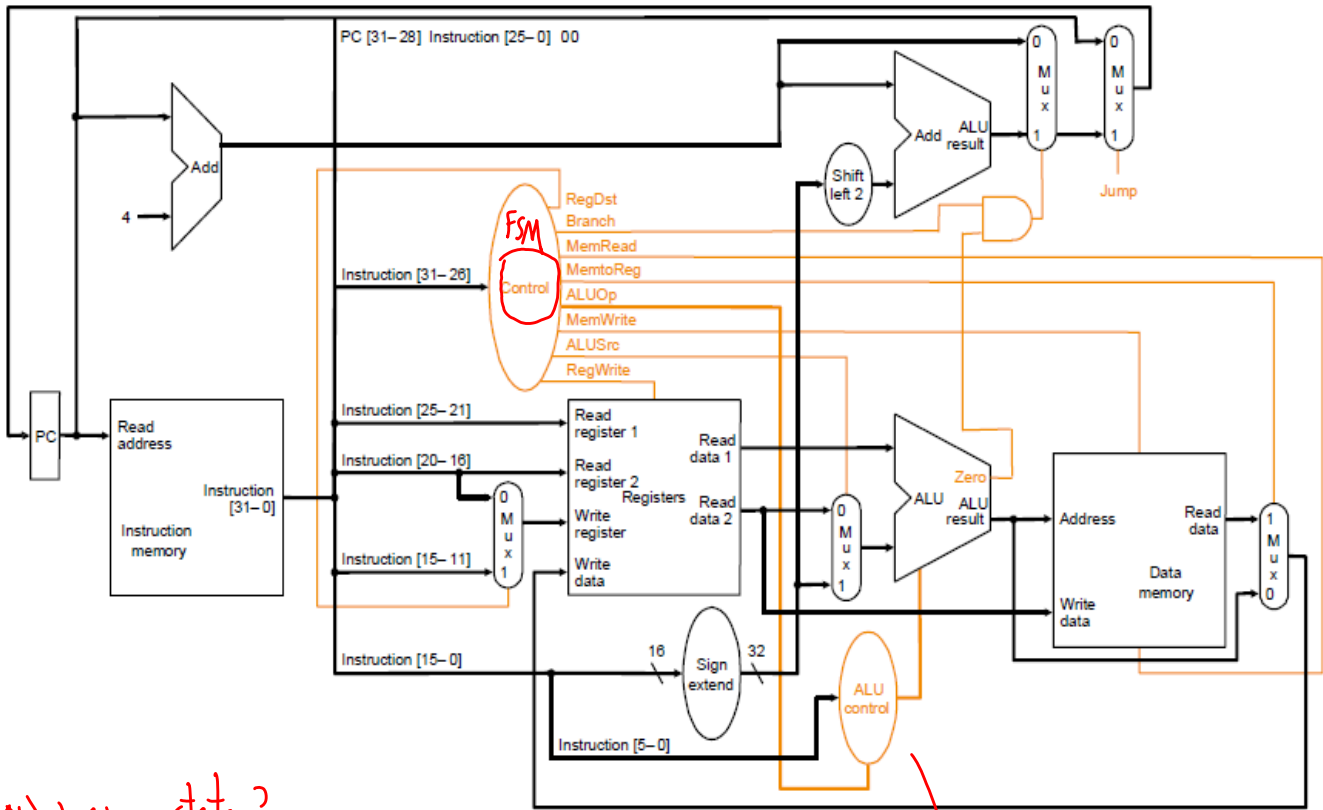 PC [31– 28] Instruction [25– 0] 00
0
M
u
x
1
0
M
u
x
1
Add
ALU
result
Add
4
Shift
left 2
Jump
RegDst
Branch
MemRead
MemtoReg
ALUOp
MemWrite
ALUSrc
RegWrite
FSM
Control
Instruction [31– 26]
PC
Read
address
Instruction
[31– 0]
Instruction
memory
Instruction [25– 21]
Instruction [20– 16]
Instruction [15– 11]
0
M
u
x
1
Read
register 1
Read
register 2
Write
register
Write
data
Registers
Read
data 1
Read
data 2
0
M
u
x
1
Zero
ALU
ALU
result
Address
Write
data
Read
data
Data
memory
1
M
u
x
0
Instruction [15– 0]
16
Sign
extend
32
ALU
control
Instruction [5– 0]